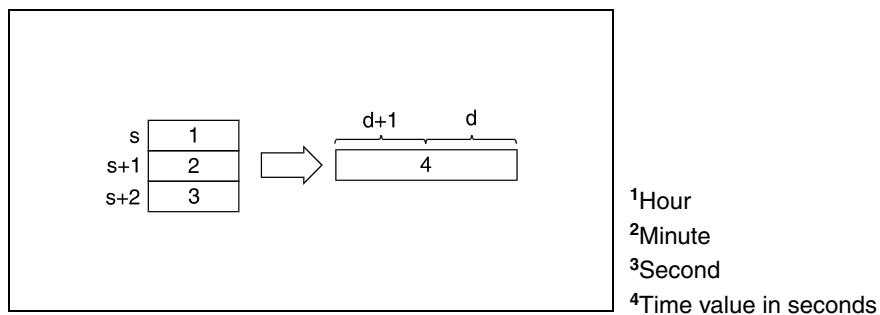 d+1 d
s 1
s+1 2 4
s+2 3
1Hour
2Minute
3Second
4Time value in seconds